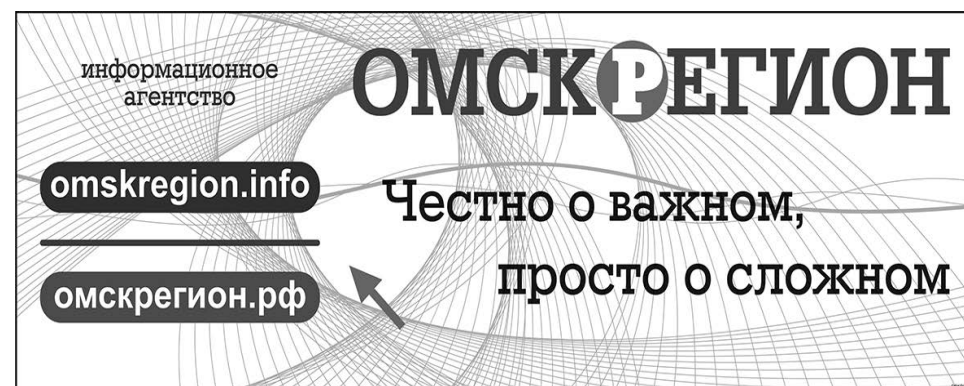 информационное
агентство
ОМСКРЕГИОН
omskregion.info
омскрегион.рф
Честно о важном,
просто о сложном